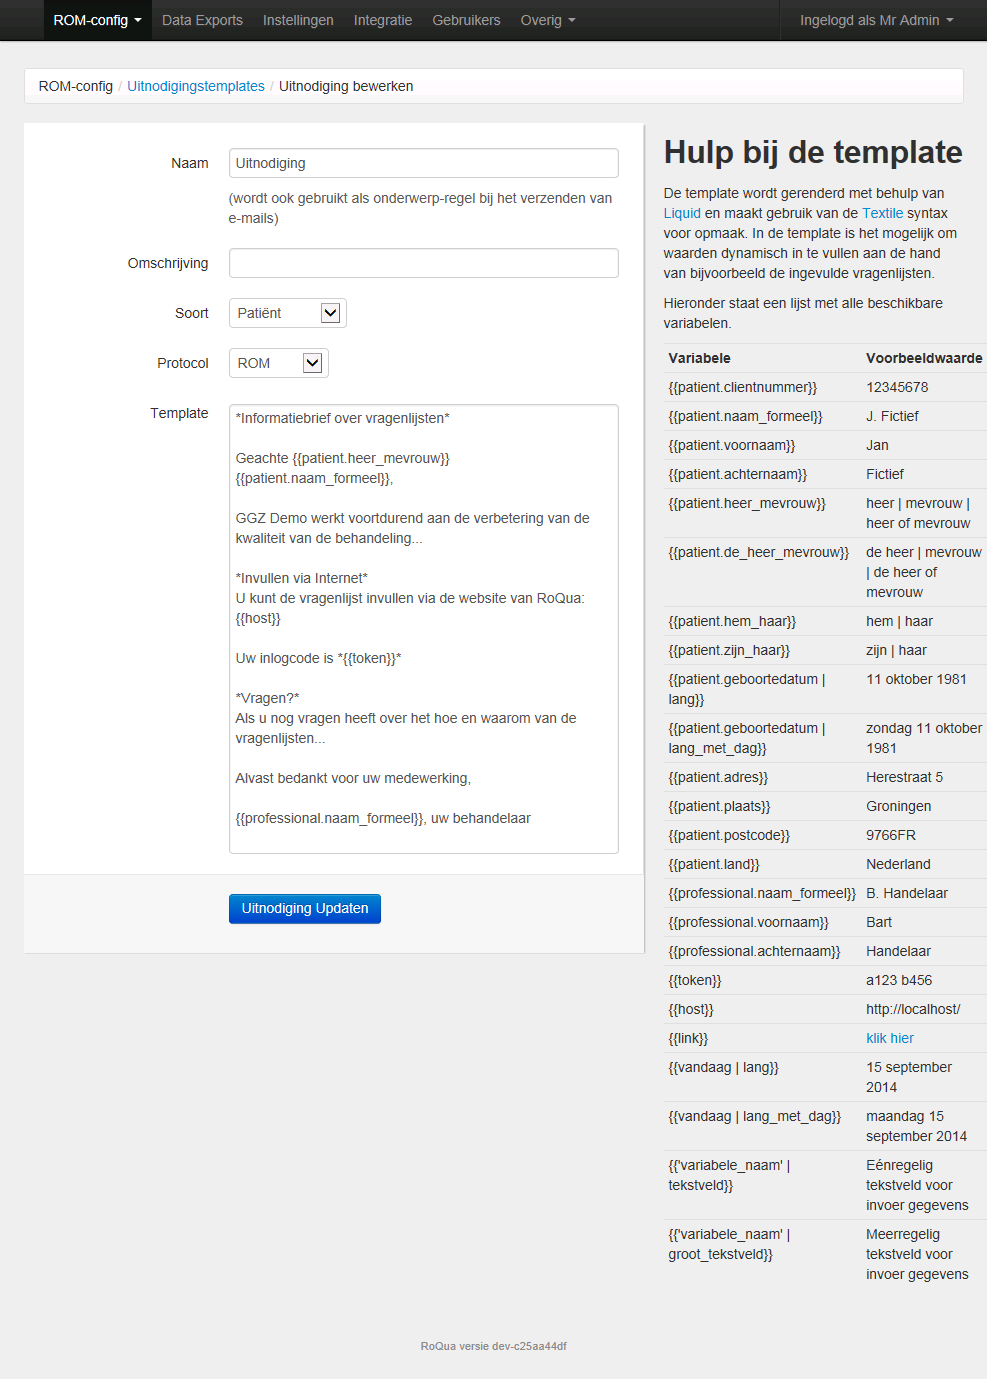 ROM-config Data Exports Instellingen Integratie Gebruikers Overig Ingelogd als Mr Admin
ROM-config / Uitnodigingstemplates / Uitnodiging bewerken
Naam Uitnodiging
(wordt ook gebruikt als onderwerp-regel bij het verzenden van
e-mails)
Omschrijving
Soort Patiënt
Protocol ROM
Template
*Informatiebrief over vragenlijsten*
Geachte {{patient.heer_mevrouw}}
{{patient.naam_formeel}},
GGZ Demo werkt voortdurend aan de verbetering van de
kwaliteit van de behandeling...
*Invullen via Internet*
U kunt de vragenlijst invullen via de website van RoQua:
{{host}}
Uw inlogcode is *{{token}}*
*Vragen?*
Als u nog vragen heeft over het hoe en waarom van de
vragenlijsten...
Alvast bedankt voor uw medewerking,
{{professional.naam_formeel}}, uw behandelaar
Uitnodiging Updaten
Hulp bij de template
De template wordt gerenderd met behulp van
Liquid en maakt gebruik van de Textile syntax
voor opmaak. In de template is het mogelijk om
waarden dynamisch in te vullen aan de hand
van bijvoorbeeld de ingevulde vragenlijsten.
Hieronder staat een lijst met alle beschikbare
variabelen.
Variabele Voorbeeldwaarde
{{patient.clientnummer}} 12345678
{{patient.naam_formeel}} J. Fictief
{{patient.voornaam}} Jan
{{patient.achternaam}} Fictief
{{patient.heer_mevrouw}} heer | mevrouw |
heer of mevrouw
{{patient.de_heer_mevrouw}} de heer | mevrouw
| de heer of
mevrouw
{{patient.hem_haar}} hem | haar
{{patient.zijn_haar}} zijn | haar
{{patient.geboortedatum | 11 oktober 1981
lang}}
{{patient.geboortedatum | zondag 11 oktober
lang_met_dag}} 1981
{{patient.adres}} Herestraat 5
{{patient.plaats}} Groningen
{{patient.postcode}} 9766FR
{{patient.land}} Nederland
{{professional.naam_formeel}} B. Handelaar
{{professional.voornaam}} Bart
{{professional.achternaam}} Handelaar
{{token}} a123 b456
{{host}} http://localhost/
{{link}} klik hier
{{vandaag | lang}} 15 september
2014
{{vandaag | lang_met_dag}} maandag 15
september 2014
{{'variabele_naam' | Eénregelig
tekstveld}} tekstveld voor
invoer gegevens
{{'variabele_naam' | Meerregelig
groot_tekstveld}} tekstveld voor
invoer gegevens
RoQua versie dev-c25aa44df